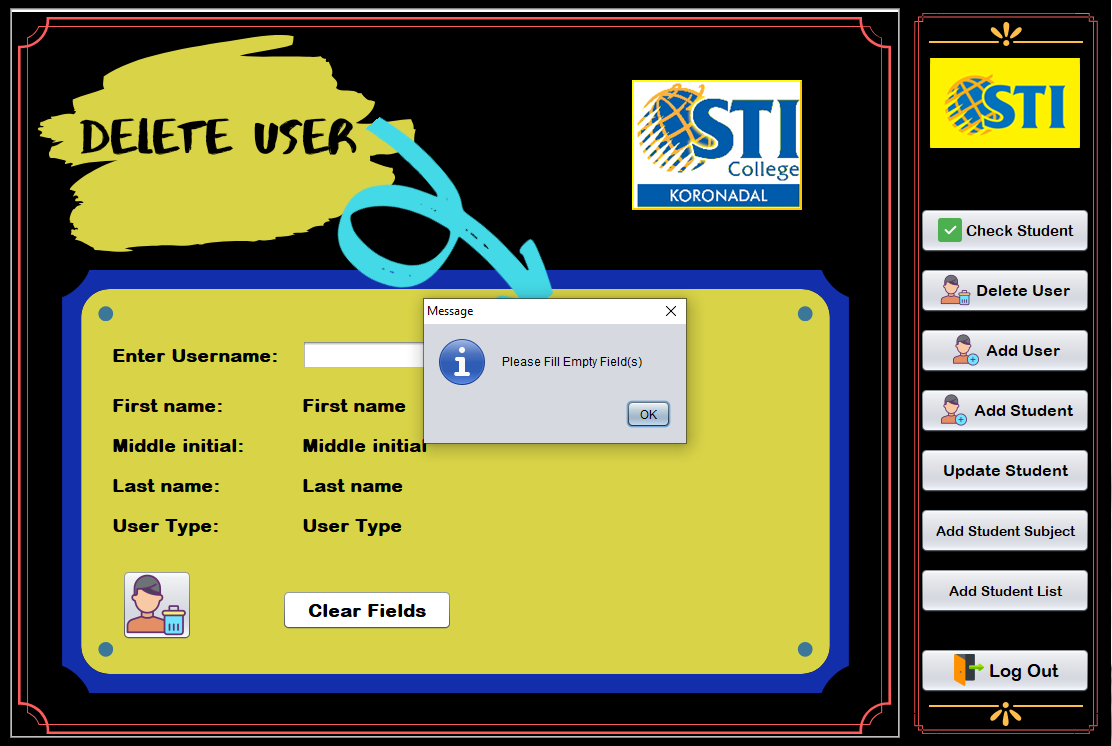 DELETE USER
STI
College
KORONADAL
Message
Please Fill Empty Field(s)
OK
Enter Username:
First name: First name
Middle initial: Middle initial
Last name: Last name
User Type: User Type
Clear Fields
STI
Check Student
Delete User
Add User
Add Student
Update Student
Add Student Subject
Add Student List
Log Out